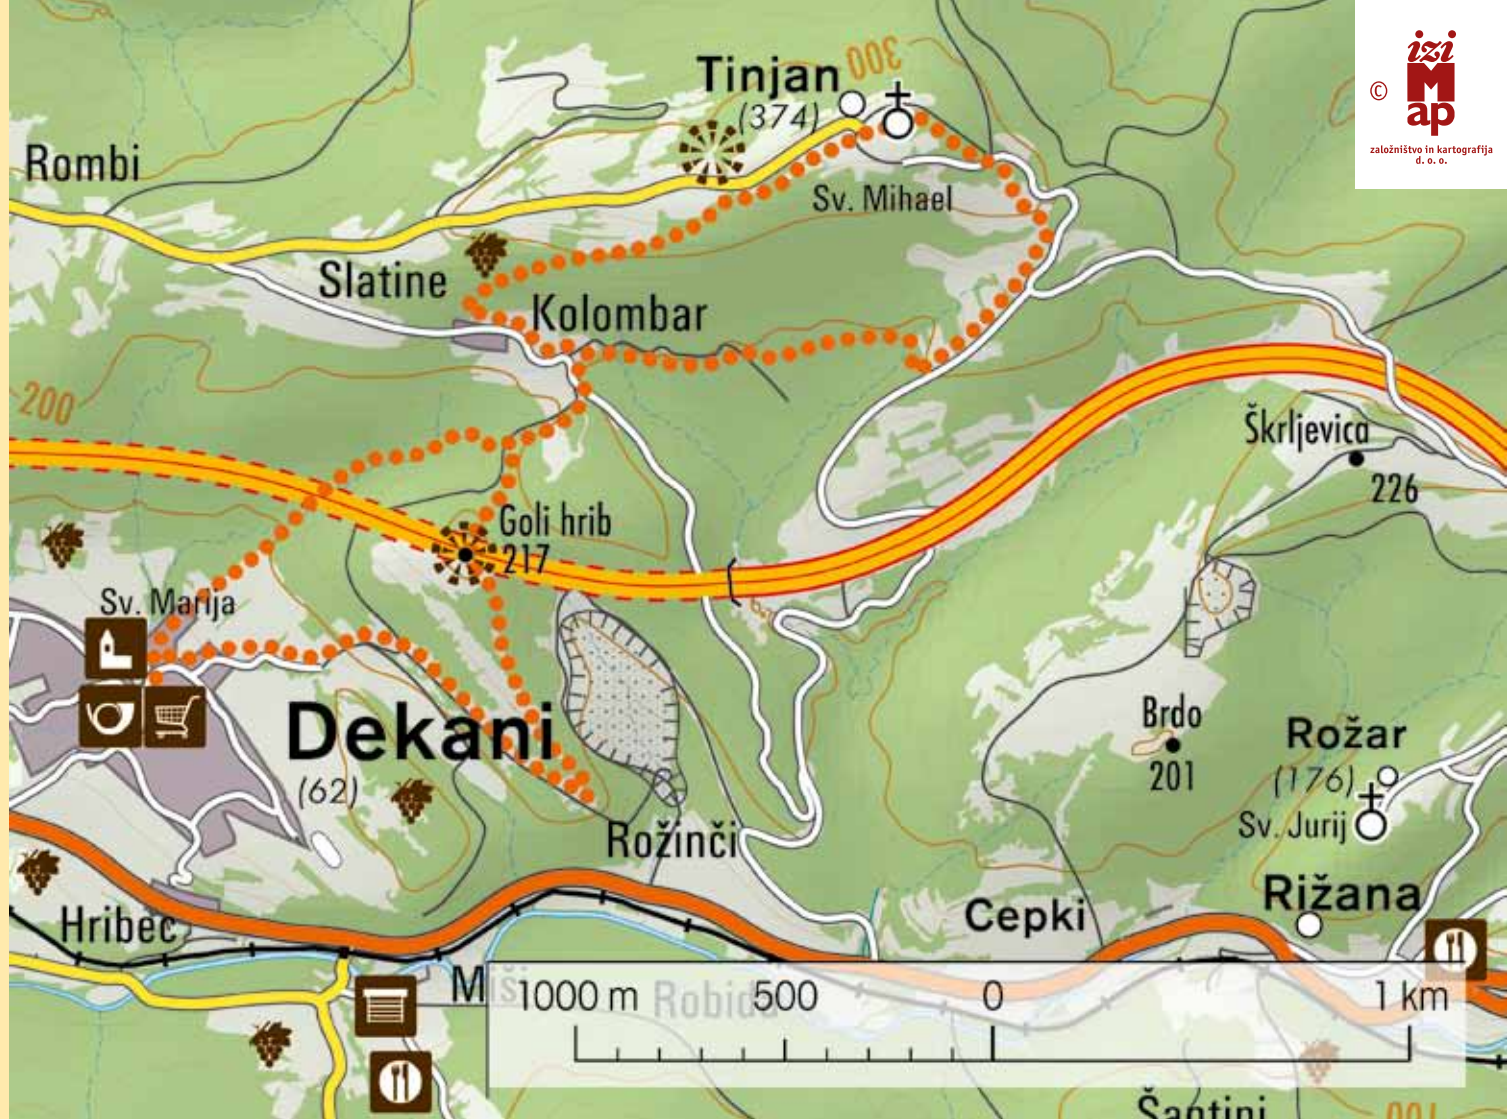 izi
M
ap
©
založništvo in kartografija
d. o. o.
Tinjan
300
(374)
Rombi
Sv. Mihael
Slatine
Kolombar
200
Škrljevica
226
Goli hrib
217
Sv. Marija
Dekani
(62)
Brdo
201
Rožar
(176)
Sv. Jurij
Rožinči
Rižana
Cepki
Hribec
1000 m 500 0 1 km
100